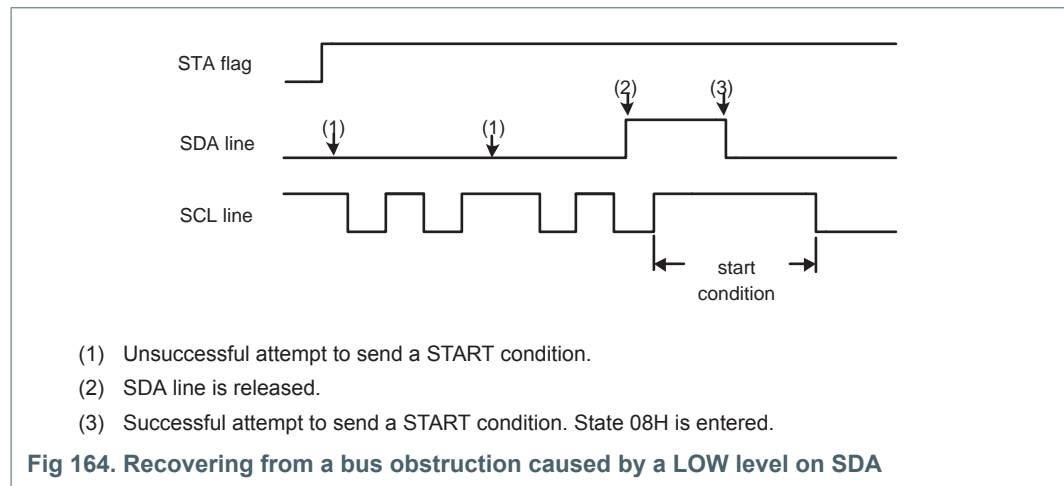 STA flag
(2) (3)
(1) (1)
SDA line
SCL line
start
condition
(1) Unsuccessful attempt to send a START condition.
(2) SDA line is released.
(3) Successful attempt to send a START condition. State 08H is entered.
Fig 164. Recovering from a bus obstruction caused by a LOW level on SDA